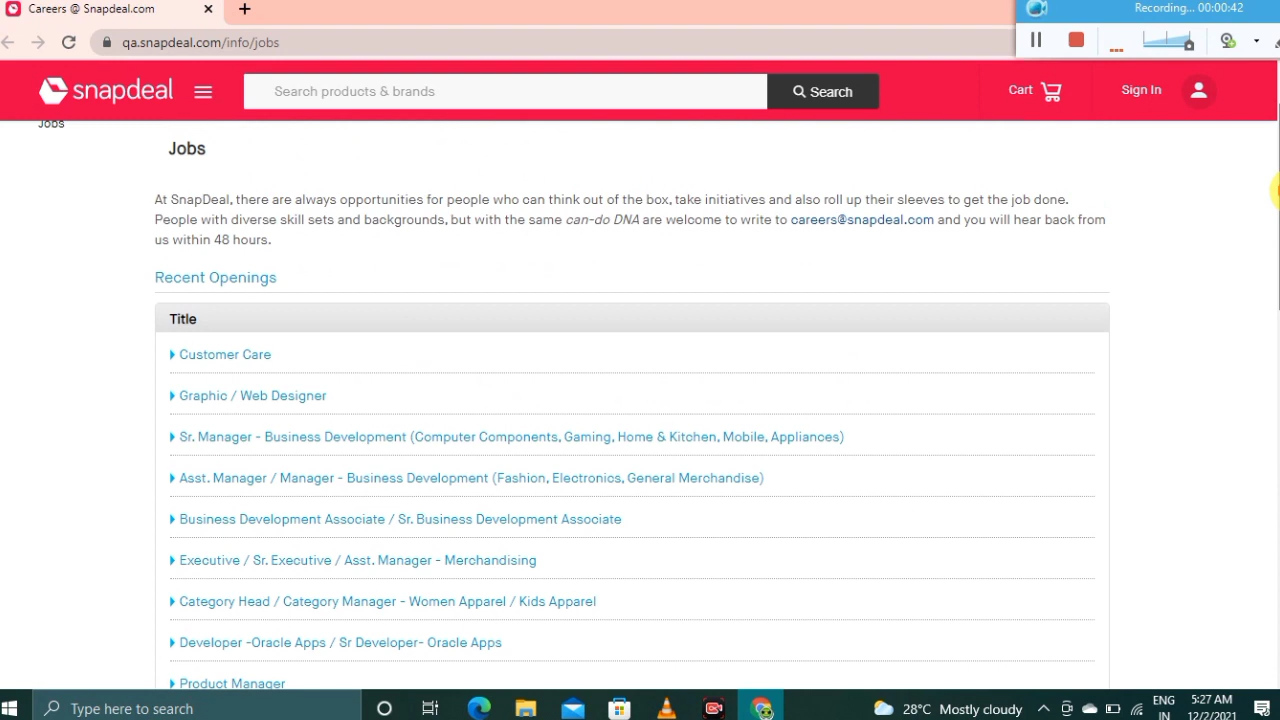 Careers @ Snapdeal.com
Recording... 00:00:42
qa.snapdeal.com/info/jobs
snapdeal
Search products & brands
Search
Cart
Sign In
Jobs
Jobs
At SnapDeal, there are always opportunities for people who can think out of the box, take initiatives and also roll up their sleeves to get the job done.
People with diverse skill sets and backgrounds, but with the same can-do DNA are welcome to write to careers@snapdeal.com and you will hear back from
us within 48 hours.
Recent Openings
Title
Customer Care
Graphic / Web Designer
Sr. Manager - Business Development (Computer Components, Gaming, Home & Kitchen, Mobile, Appliances)
Asst. Manager / Manager - Business Development (Fashion, Electronics, General Merchandise)
Business Development Associate / Sr. Business Development Associate
Executive / Sr. Executive / Asst. Manager - Merchandising
Category Head / Category Manager - Women Apparel / Kids Apparel
Developer -Oracle Apps / Sr Developer- Oracle Apps
Product Manager
Type here to search
28°C Mostly cloudy
ENG
IN
5:27 AM
12/2/2021